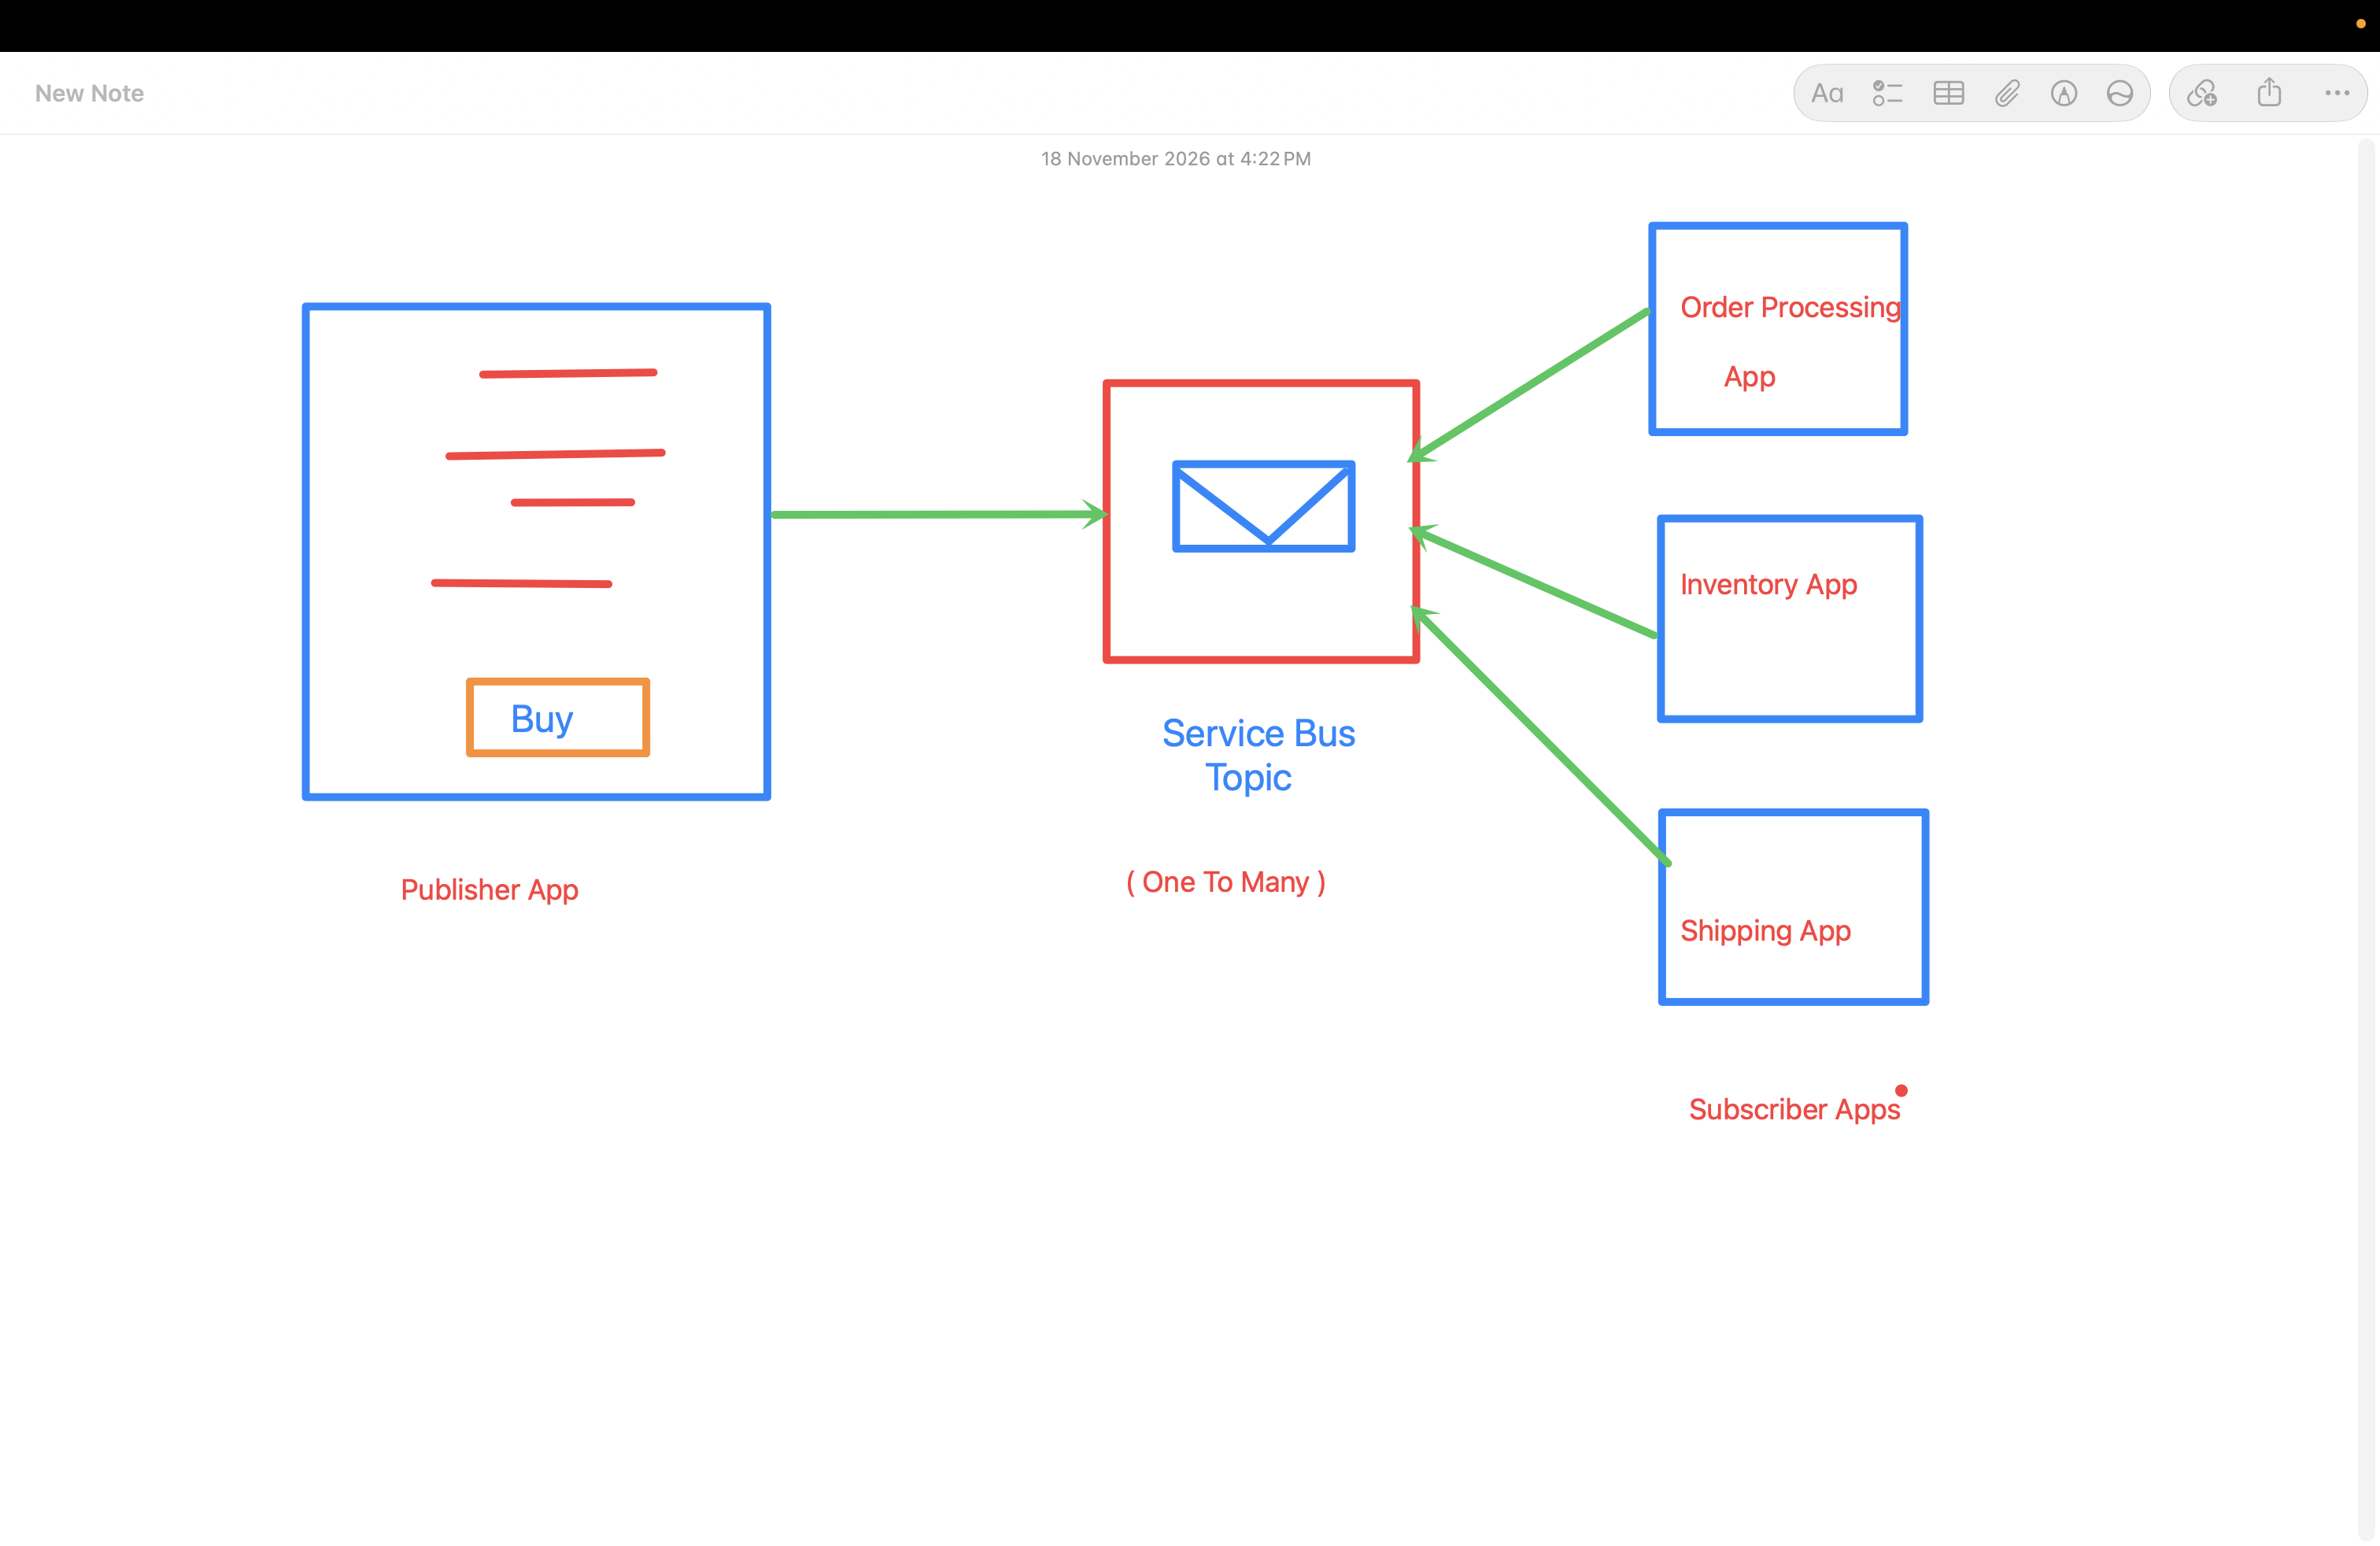 New Note
Aa
18 November 2026 at 4:22 PM
Order Processing
App
Inventory App
Buy
Service Bus
Topic
Publisher App
( One To Many )
Shipping App
Subscriber Apps